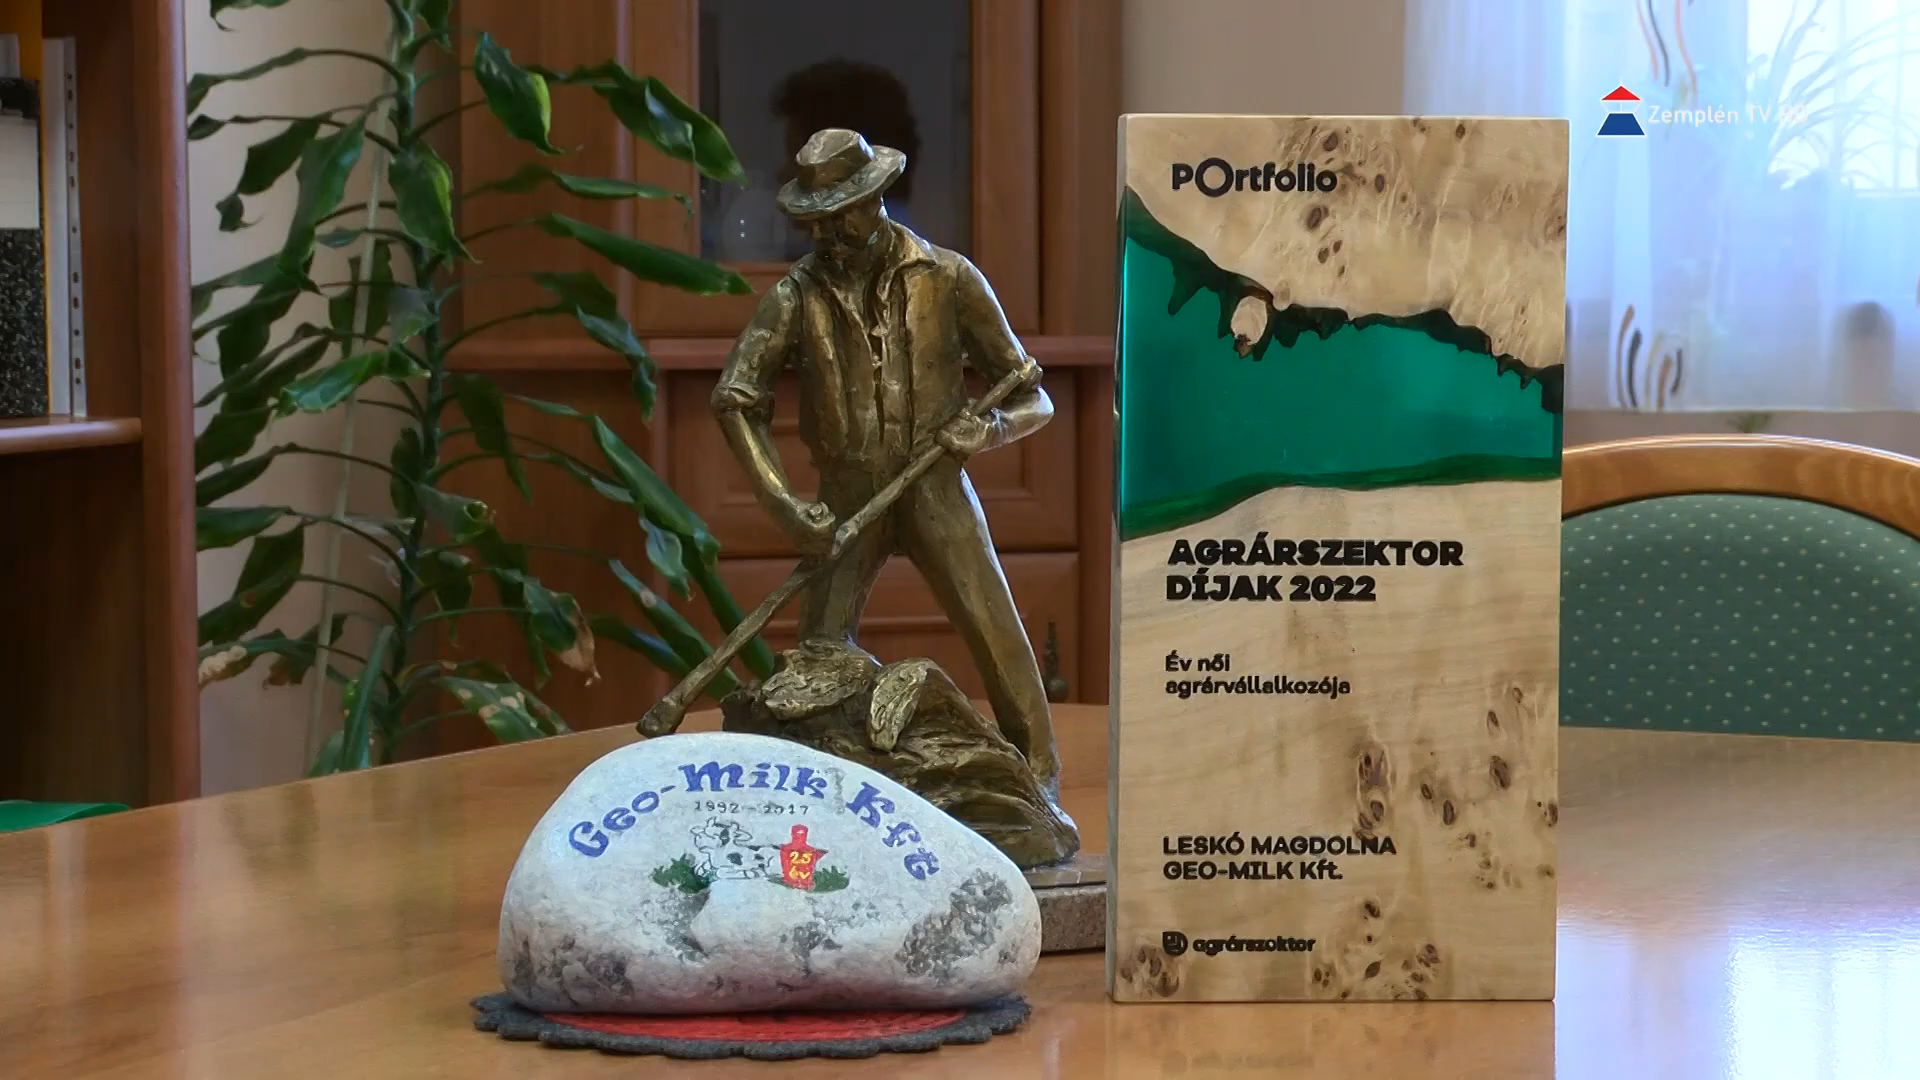 Zemplén TV HD
POrtfolio
AGRÁRSZEKTOR
DÍJAK 2022
Év női
agrárvállalkozója
LESKÓ MAGDOLNA
GEO-MILK Kft.
agrárszektor
Geo-Milk Kft
1992-2017
25
év